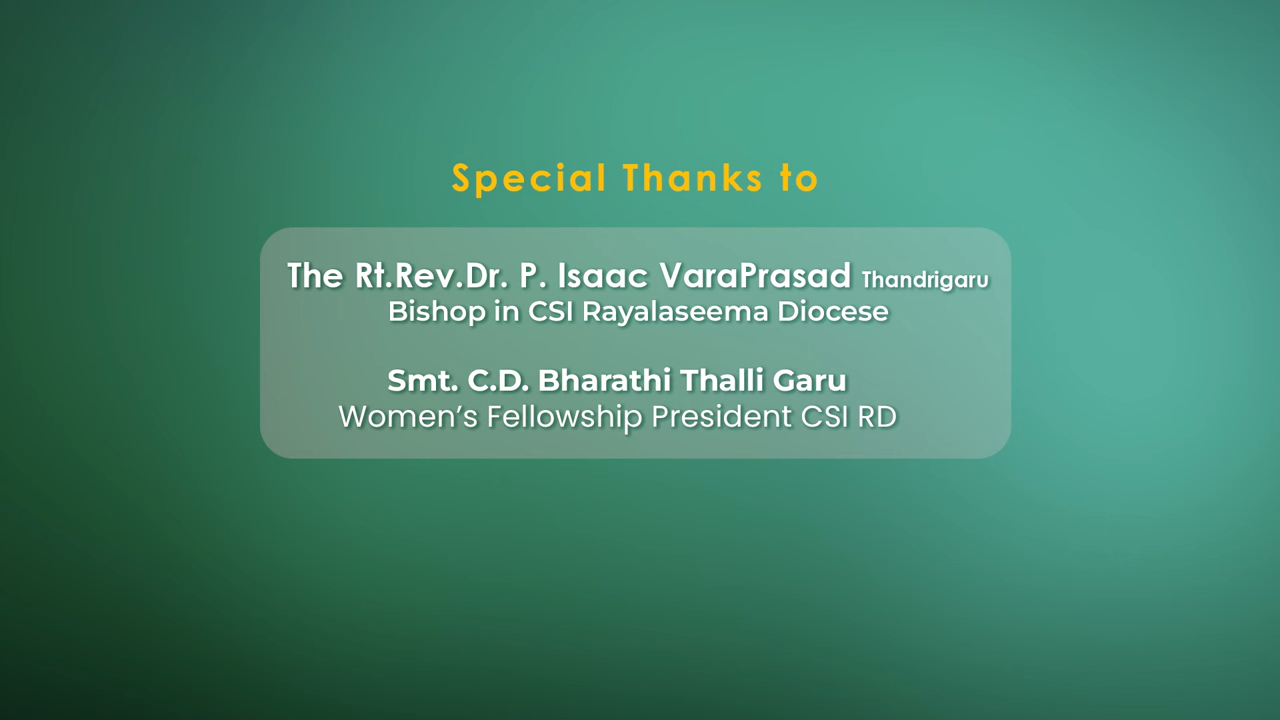 Special Thanks to
The Rt.Rev.Dr. P. Isaac VaraPrasad Thandrigaru
Bishop in CSI Rayalaseema Diocese
Smt. C.D. Bharathi Thalli Garu
Women’s Fellowship President CSI RD